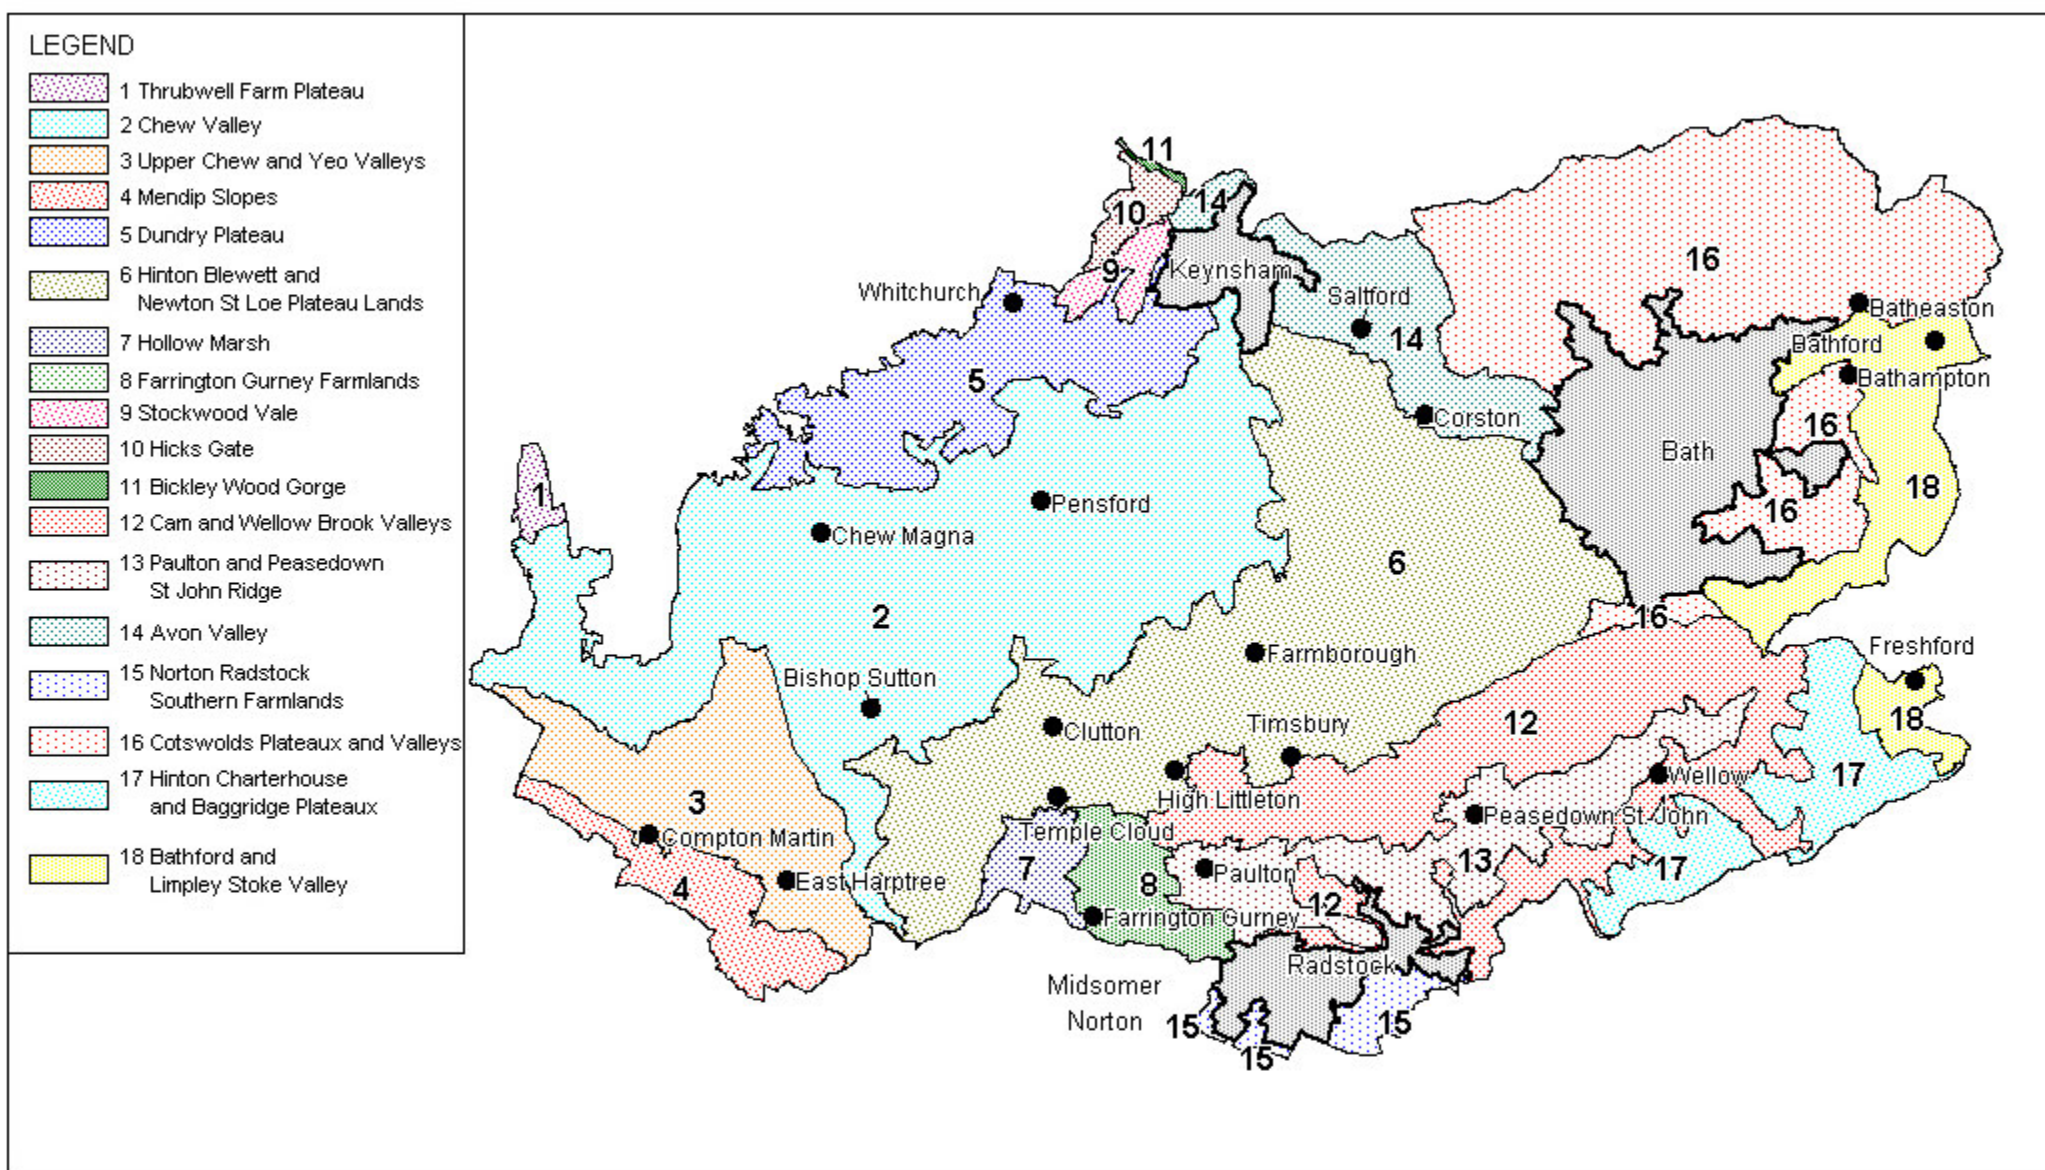 LEGEND
1 Thrubwell Farm Plateau
2 Chew Valley
3 Upper Chew and Yeo Valleys
4 Mendip Slopes
5 Dundry Plateau
6 Hinton Blewett and
Newton St Loe Plateau Lands
7 Hollow Marsh
8 Farrington Gurney Farmlands
9 Stockwood Vale
10 Hicks Gate
11 Bickley Wood Gorge
12 Cam and Wellow Brook Valleys
13 Paulton and Peasedown
St John Ridge
14 Avon Valley
15 Norton Radstock
Southern Farmlands
16 Cotswolds Plateaux and Valleys
17 Hinton Charterhouse
and Baggridge Plateaux
18 Bathford and
Limpley Stoke Valley
11
14
10
16
9
Keynsham
Whitchurch
Saltford
Batheaston
14
Bathford
5
Bathampton
Corston
16
Bath
1
18
Pensford
16
Chew Magna
6
2
16
Farmborough
Freshford
Bishop Sutton
18
Clutton
Timsbury
12
Wellow
17
3
High Littleton
Peasedown St John
Compton Martin
Temple Cloud
7
13
17
4
East Harptree
8
Paulton
12
Farrington Gurney
Radstock
Midsomer
Norton
15
15
15